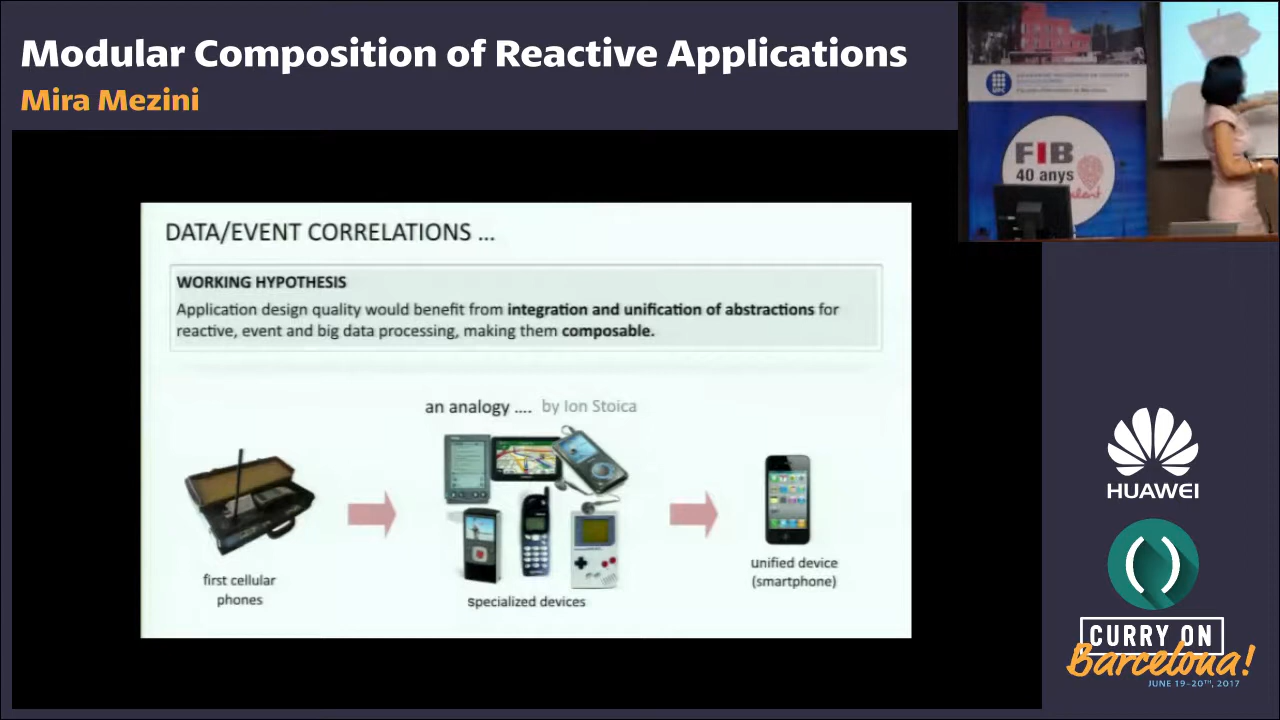 Modular Composition of Reactive Applications
Mira Mezini
UPC
FIB
40 anys
DATA/EVENT CORRELATIONS ...
WORKING HYPOTHESIS
Application design quality would benefit from integration and unification of abstractions for
reactive, event and big data processing, making them composable.
an analogy .... by Ion Stoica
first cellular
phones
specialized devices
unified device
(smartphone)
HUAWEI
CURRY ON
Barcelona!
JUNE 19-20TH, 2017